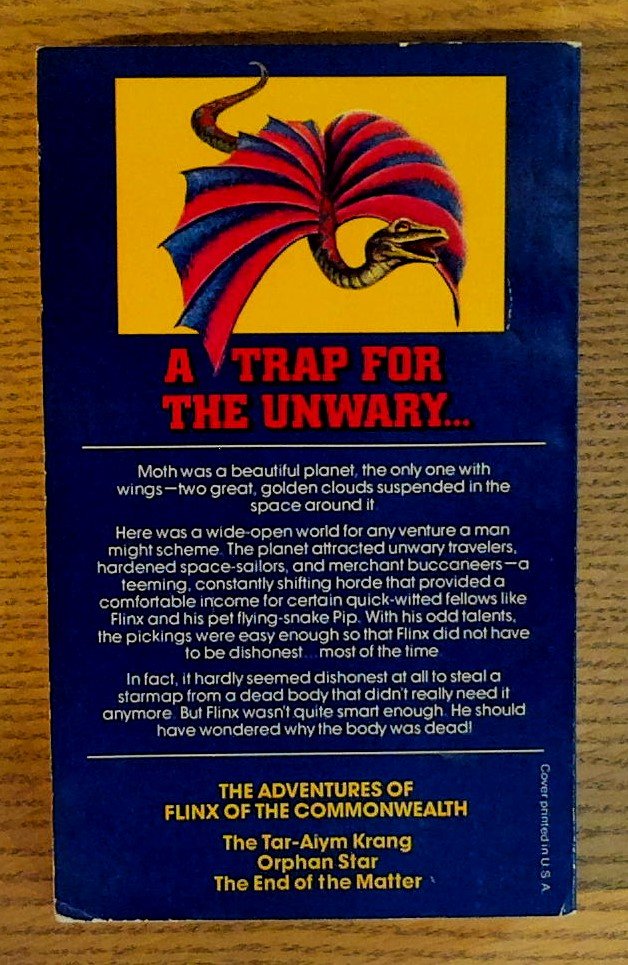 A TRAP FOR
THE UNWARY...
Moth was a beautiful planet, the only one with
wings—two great, golden clouds suspended in the
space around it.
Here was a wide-open world for any venture a man
might scheme. The planet attracted unwary travelers,
hardened space-sailors, and merchant buccaneers—a
teeming, constantly shifting horde that provided a
comfortable income for certain quick-witted fellows like
Flinx and his pet flying-snake Pip. With his odd talents,
the pickings were easy enough so that Flinx did not have
to be dishonest...most of the time.
In fact, it hardly seemed dishonest at all to steal a
starmap from a dead body that didn't really need it
anymore. But Flinx wasn't quite smart enough. He should
have wondered why the body was dead!
THE ADVENTURES OF
FLINX OF THE COMMONWEALTH
The Tar-Aiym Krang
Orphan Star
The End of the Matter
Cover printed in U.S.A.